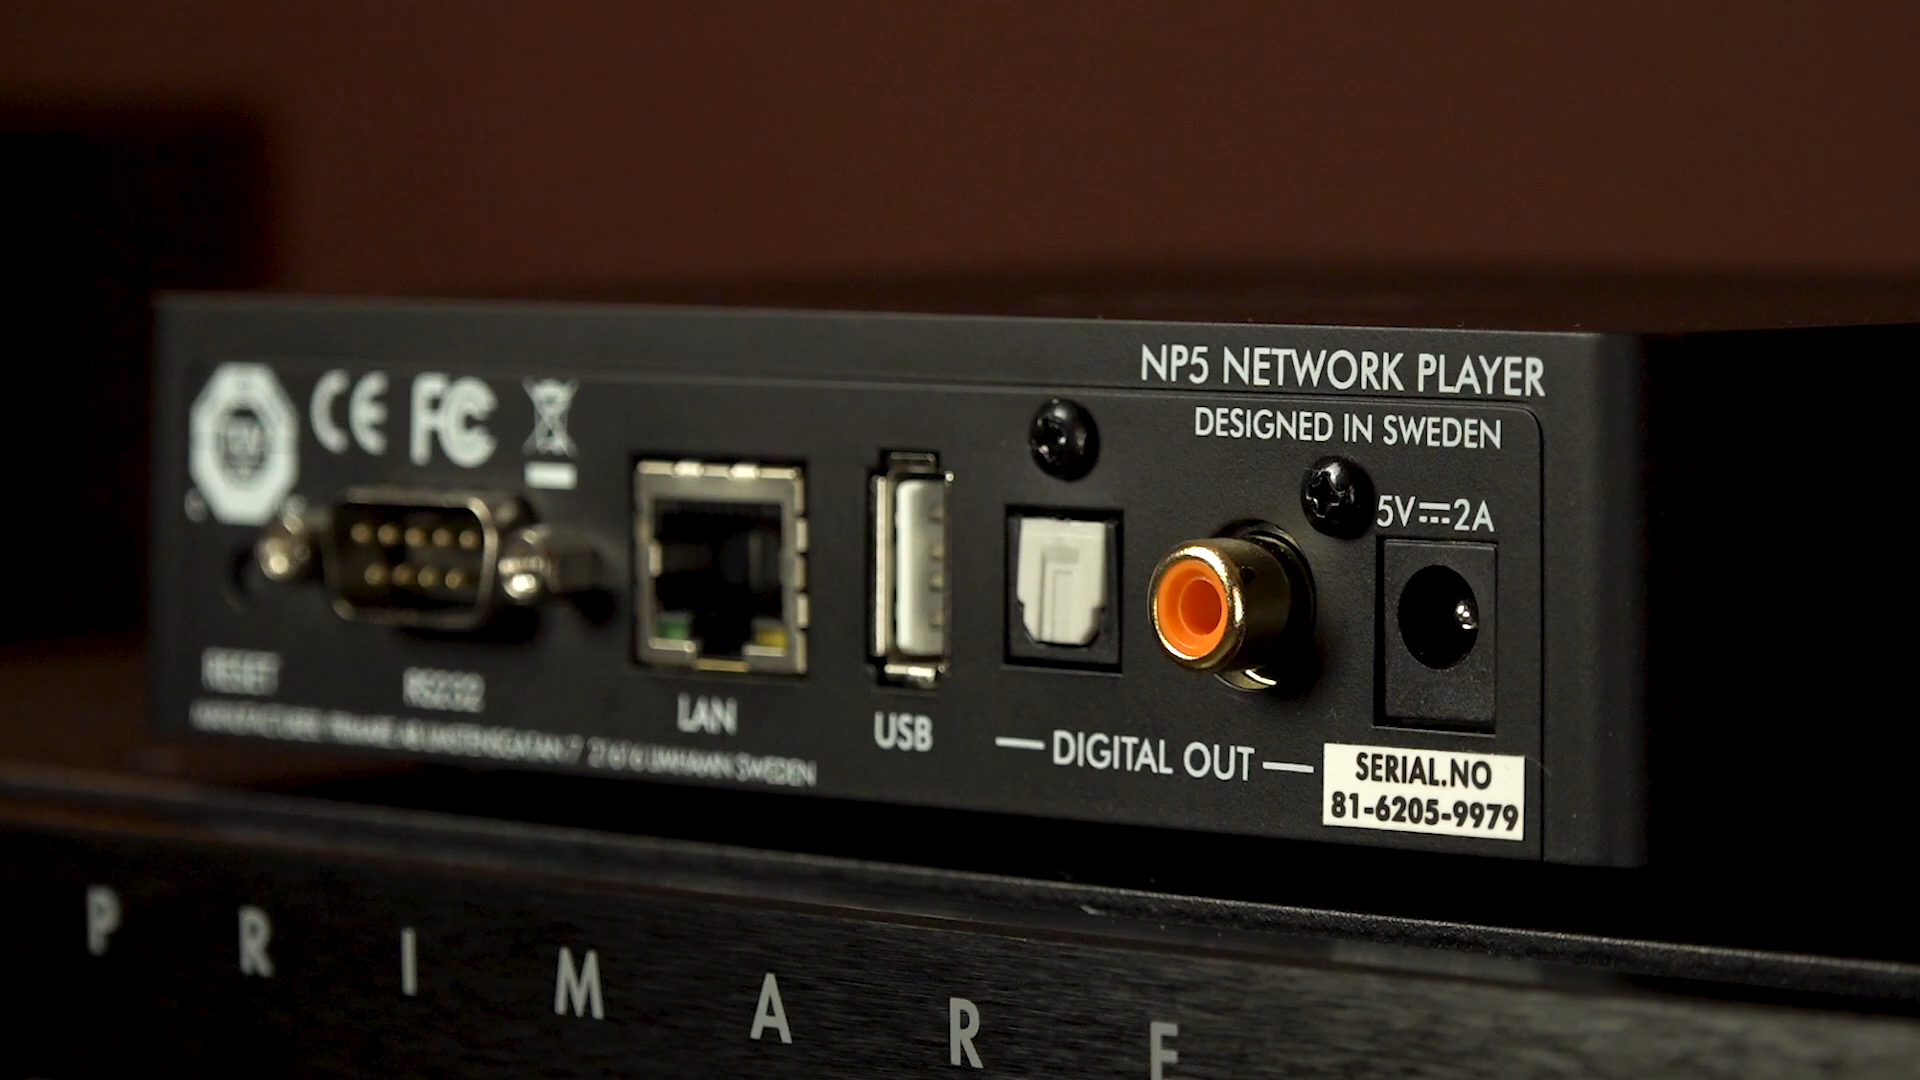 NP5 NETWORK PLAYER
DESIGNED IN SWEDEN
CE FC
5V⎓2A
RESET
RS232
LAN
USB
DIGITAL OUT
SWEDEN
SERIAL.NO
81-6205-9979
PRIMARE